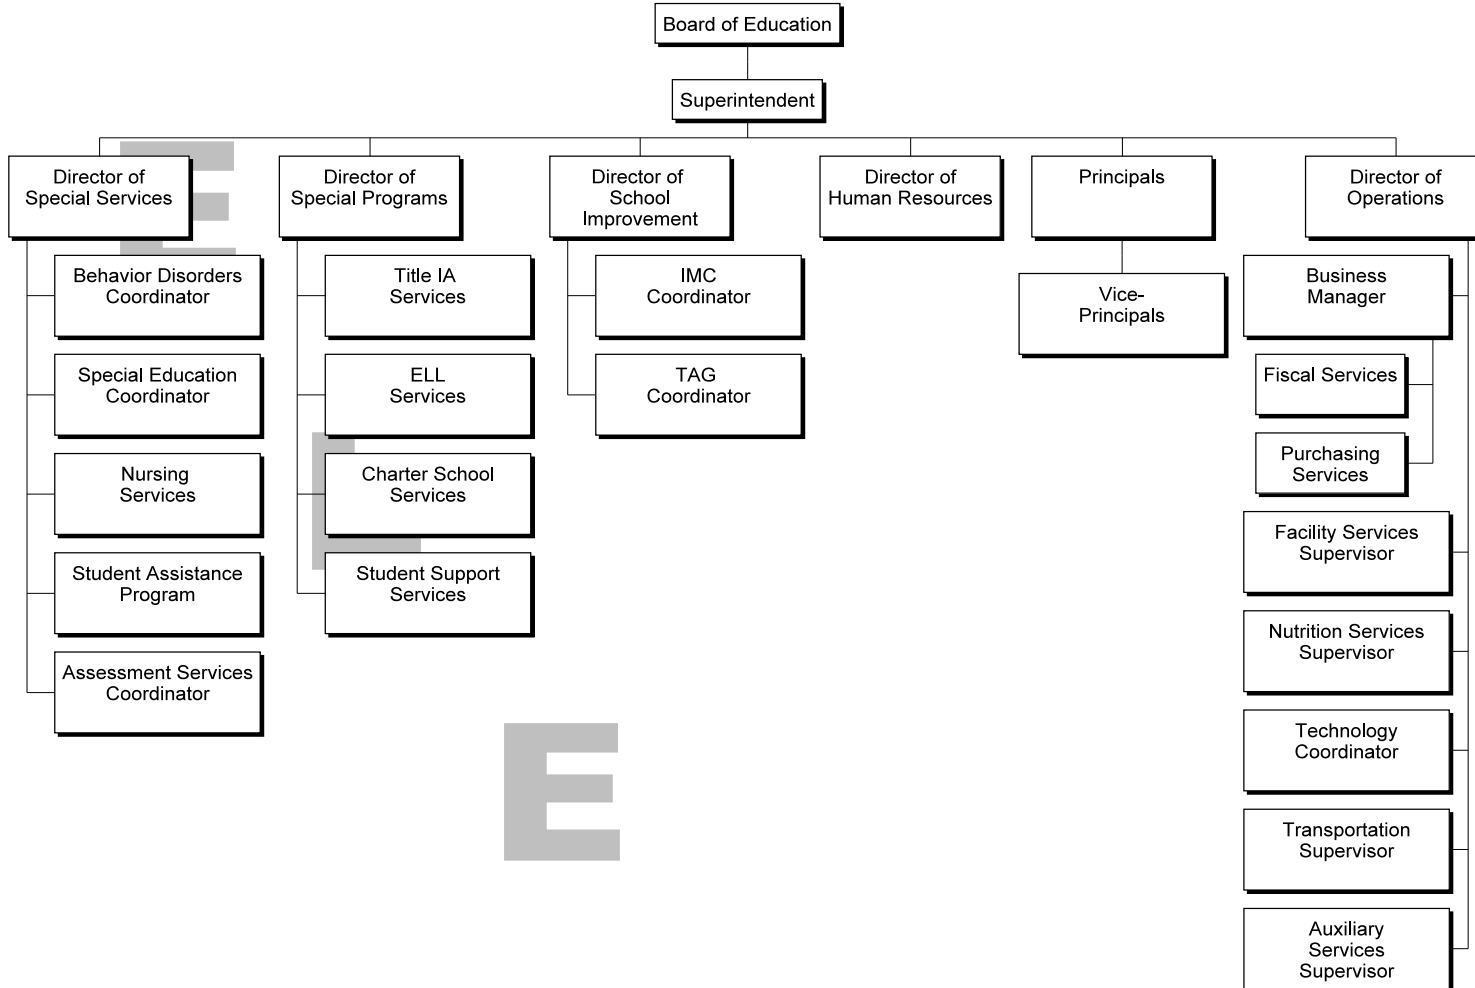 Board of Education
Superintendent
Director of
Special Services
Director of
Special Programs
Director of
School
Improvement
Director of
Human Resources
Principals
Director of
Operations
Behavior Disorders
Coordinator
Special Education
Coordinator
Nursing
Services
Student Assistance
Program
Assessment Services
Coordinator
Title IA
Services
ELL
Services
Charter School
Services
Student Support
Services
IMC
Coordinator
TAG
Coordinator
Vice-
Principals
Business
Manager
Fiscal Services
Purchasing
Services
Facility Services
Supervisor
Nutrition Services
Supervisor
Technology
Coordinator
Transportation
Supervisor
Auxiliary
Services
Supervisor
E
E
E